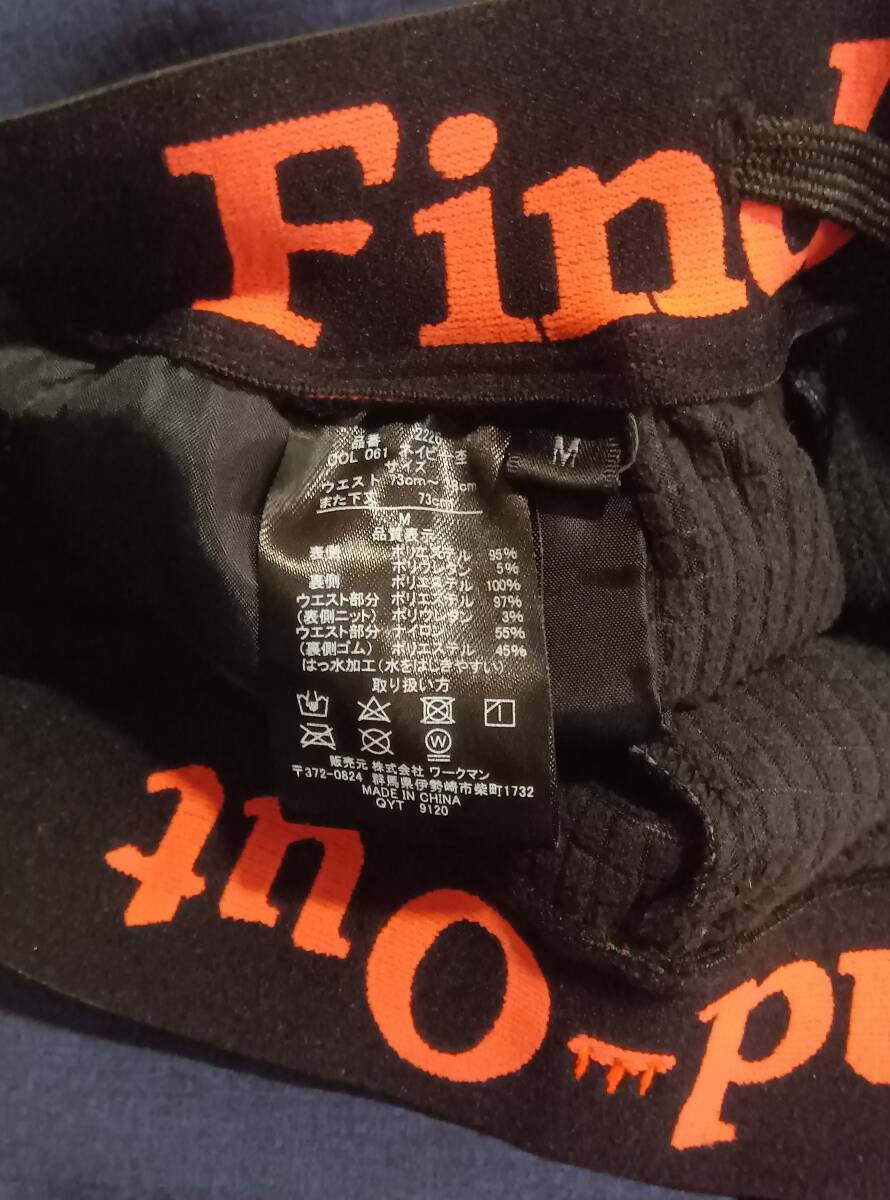 Find
品番
COL 061 ネイビー杢
サイズ
ウエスト 73cm～
また下丈 73cm
M
M
品質表示
表側 ポリエステル 95%
ポリウレタン 5%
裏側 ポリエステル 100%
ウエスト部分 ポリエステル 97%
(表側ニット) ポリウレタン 3%
ウエスト部分 ナイロン 55%
(裏側ゴム) ポリエステル 45%
はっ水加工(水をはじきやすい)
取り扱い方
W
販売元 株式会社 ワークマン
〒372-0824 群馬県伊勢崎市柴町1732
MADE IN CHINA
QYT 9120
nd-Out